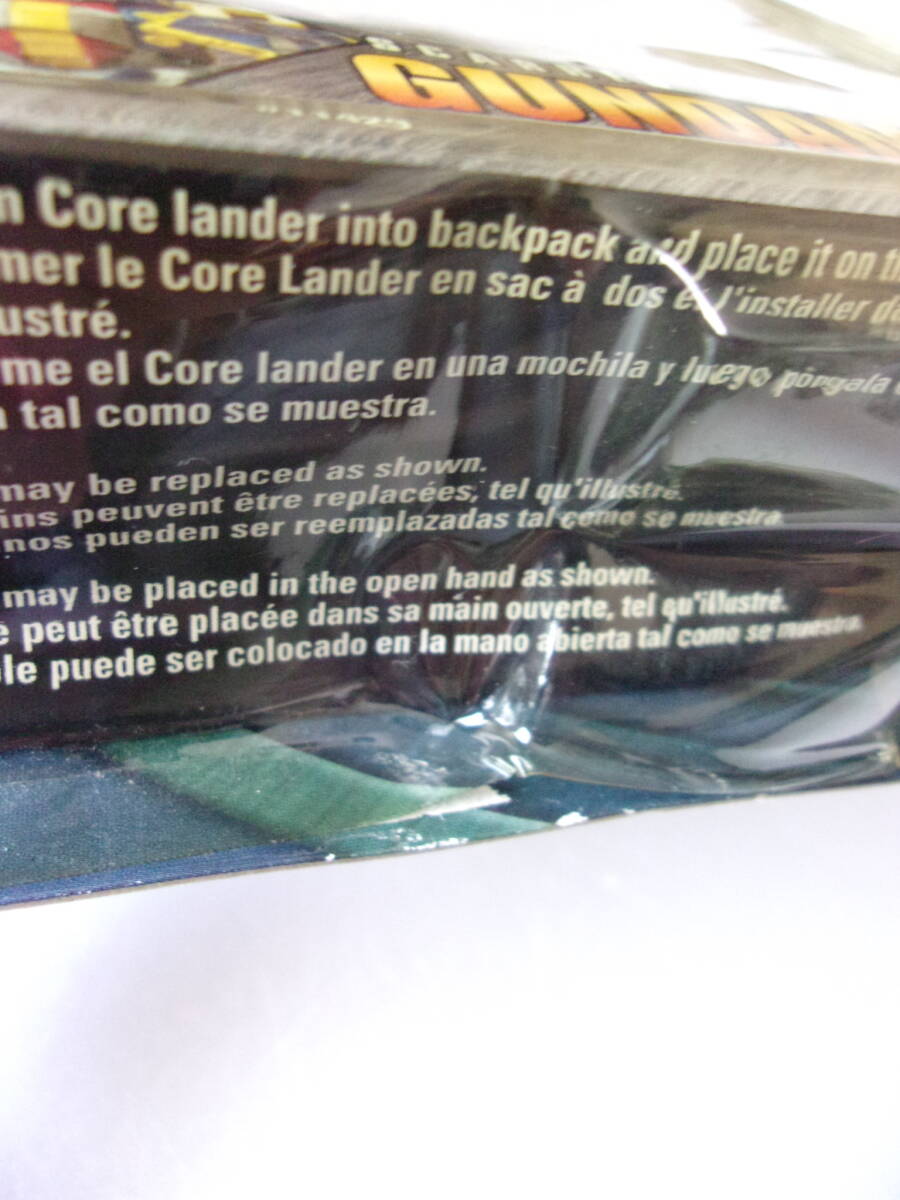 GUNDAM
n Core lander into backpack and place it on th
mer le Core Lander en sac à dos et l'installer da
ustré.
me el Core lander en una mochila y luego póngala
n tal como se muestra.
may be replaced as shown.
ins peuvent être replacées, tel qu'illustré.
nos pueden ser reemplazadas tal como se muestra
may be placed in the open hand as shown.
e peut être placée dans sa main ouverte, tel qu'illustré.
le puede ser colocado en la mano abierta tal como se muestra.